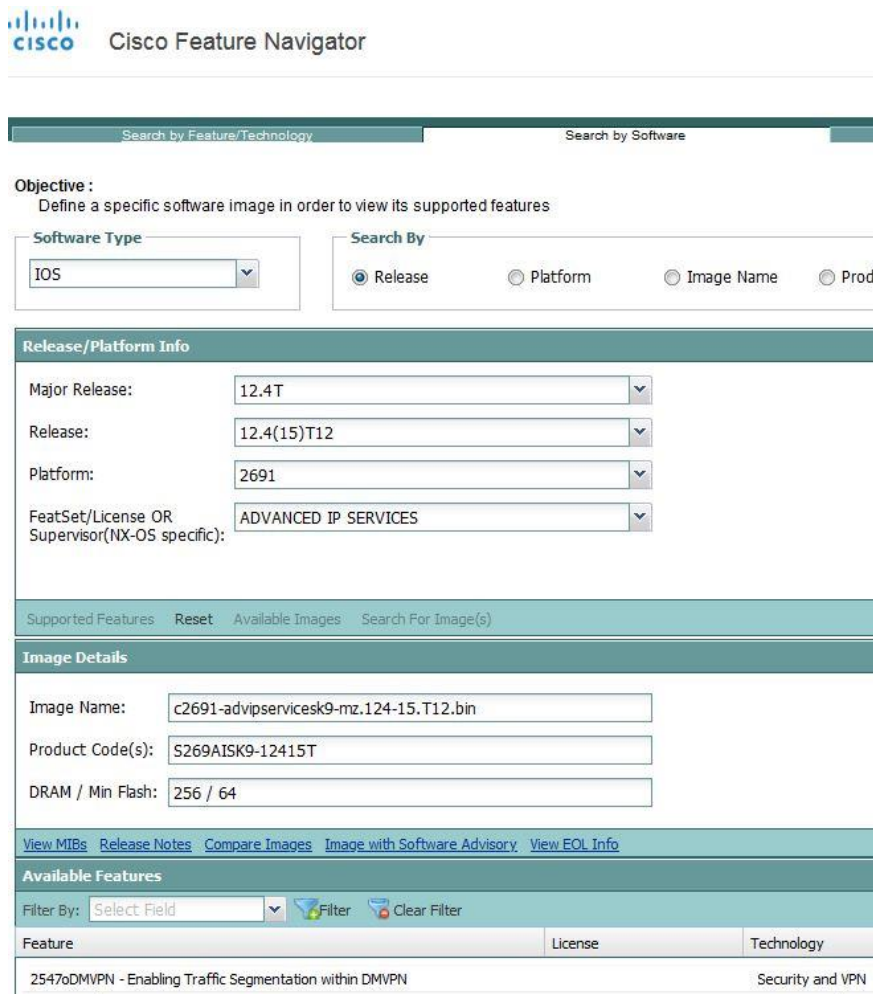 CISCO
Cisco Feature Navigator
Search by Feature/Technology
Search by Software
Objective :
Define a specific software image in order to view its supported features
Software Type
Search By
IOS
Release
Platform
Image Name
Prod
Release/Platform Info
Major Release:
12.4T
Release:
12.4(15)T12
Platform:
2691
FeatSet/License OR
Supervisor(NX-OS specific):
ADVANCED IP SERVICES
Supported Features Reset Available Images Search For Image(s)
Image Details
Image Name:
c2691-advipservicesk9-mz.124-15.T12.bin
Product Code(s):
S269AISK9-12415T
DRAM / Min Flash:
256 / 64
View MIBs Release Notes Compare Images Image with Software Advisory View EOL Info
Available Features
Filter By: Select Field Filter Clear Filter
Feature License Technology
2547oDMVPN - Enabling Traffic Segmentation within DMVPN Security and VPN